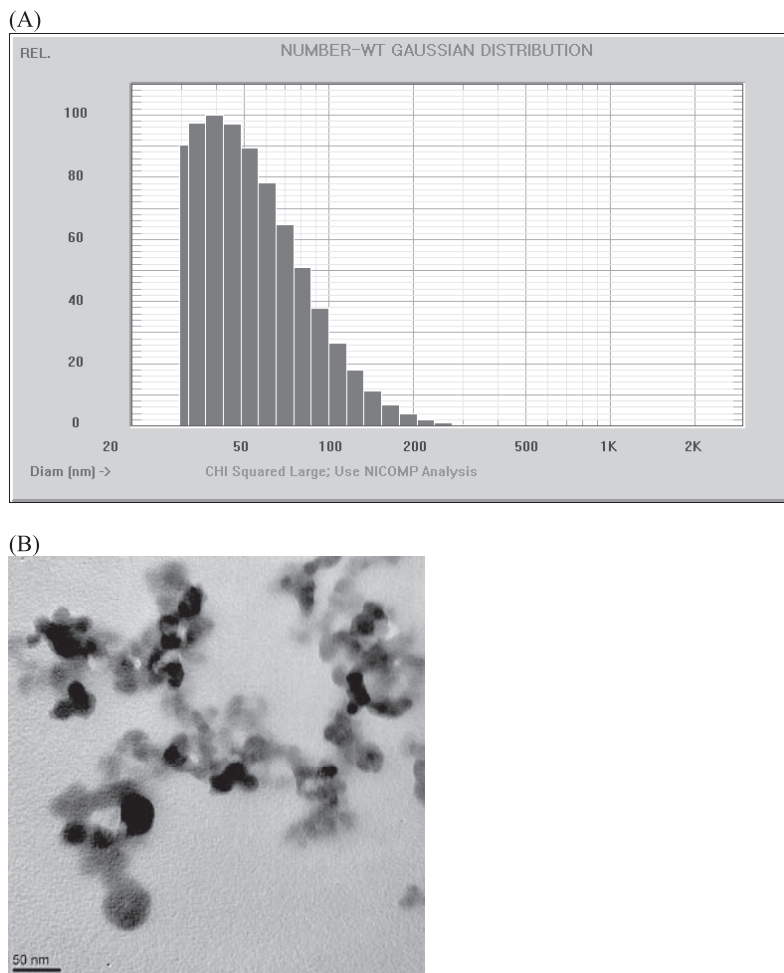 (A)
REL.
NUMBER-WT GAUSSIAN DISTRIBUTION
100
80
60
40
20
0
20 50 100 200 500 1K 2K
Diam (nm) -> CHI Squared Large; Use NICOMP Analysis
(B)
50 nm